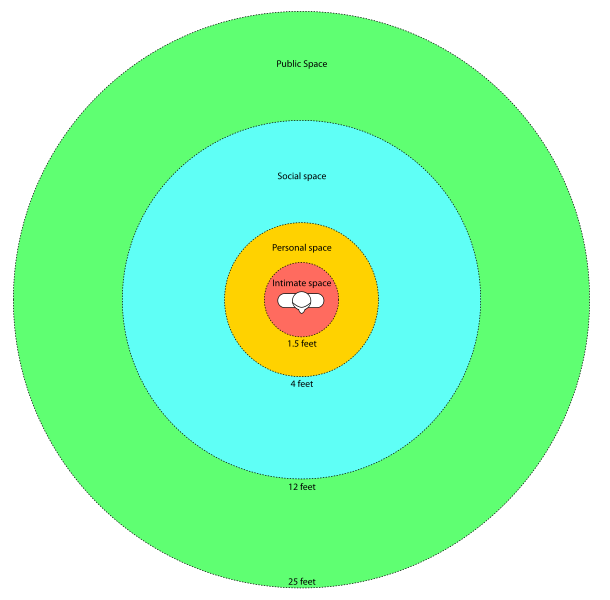 Public Space
Social space
Personal space
Intimate space
1.5 feet
4 feet
12 feet
25 feet